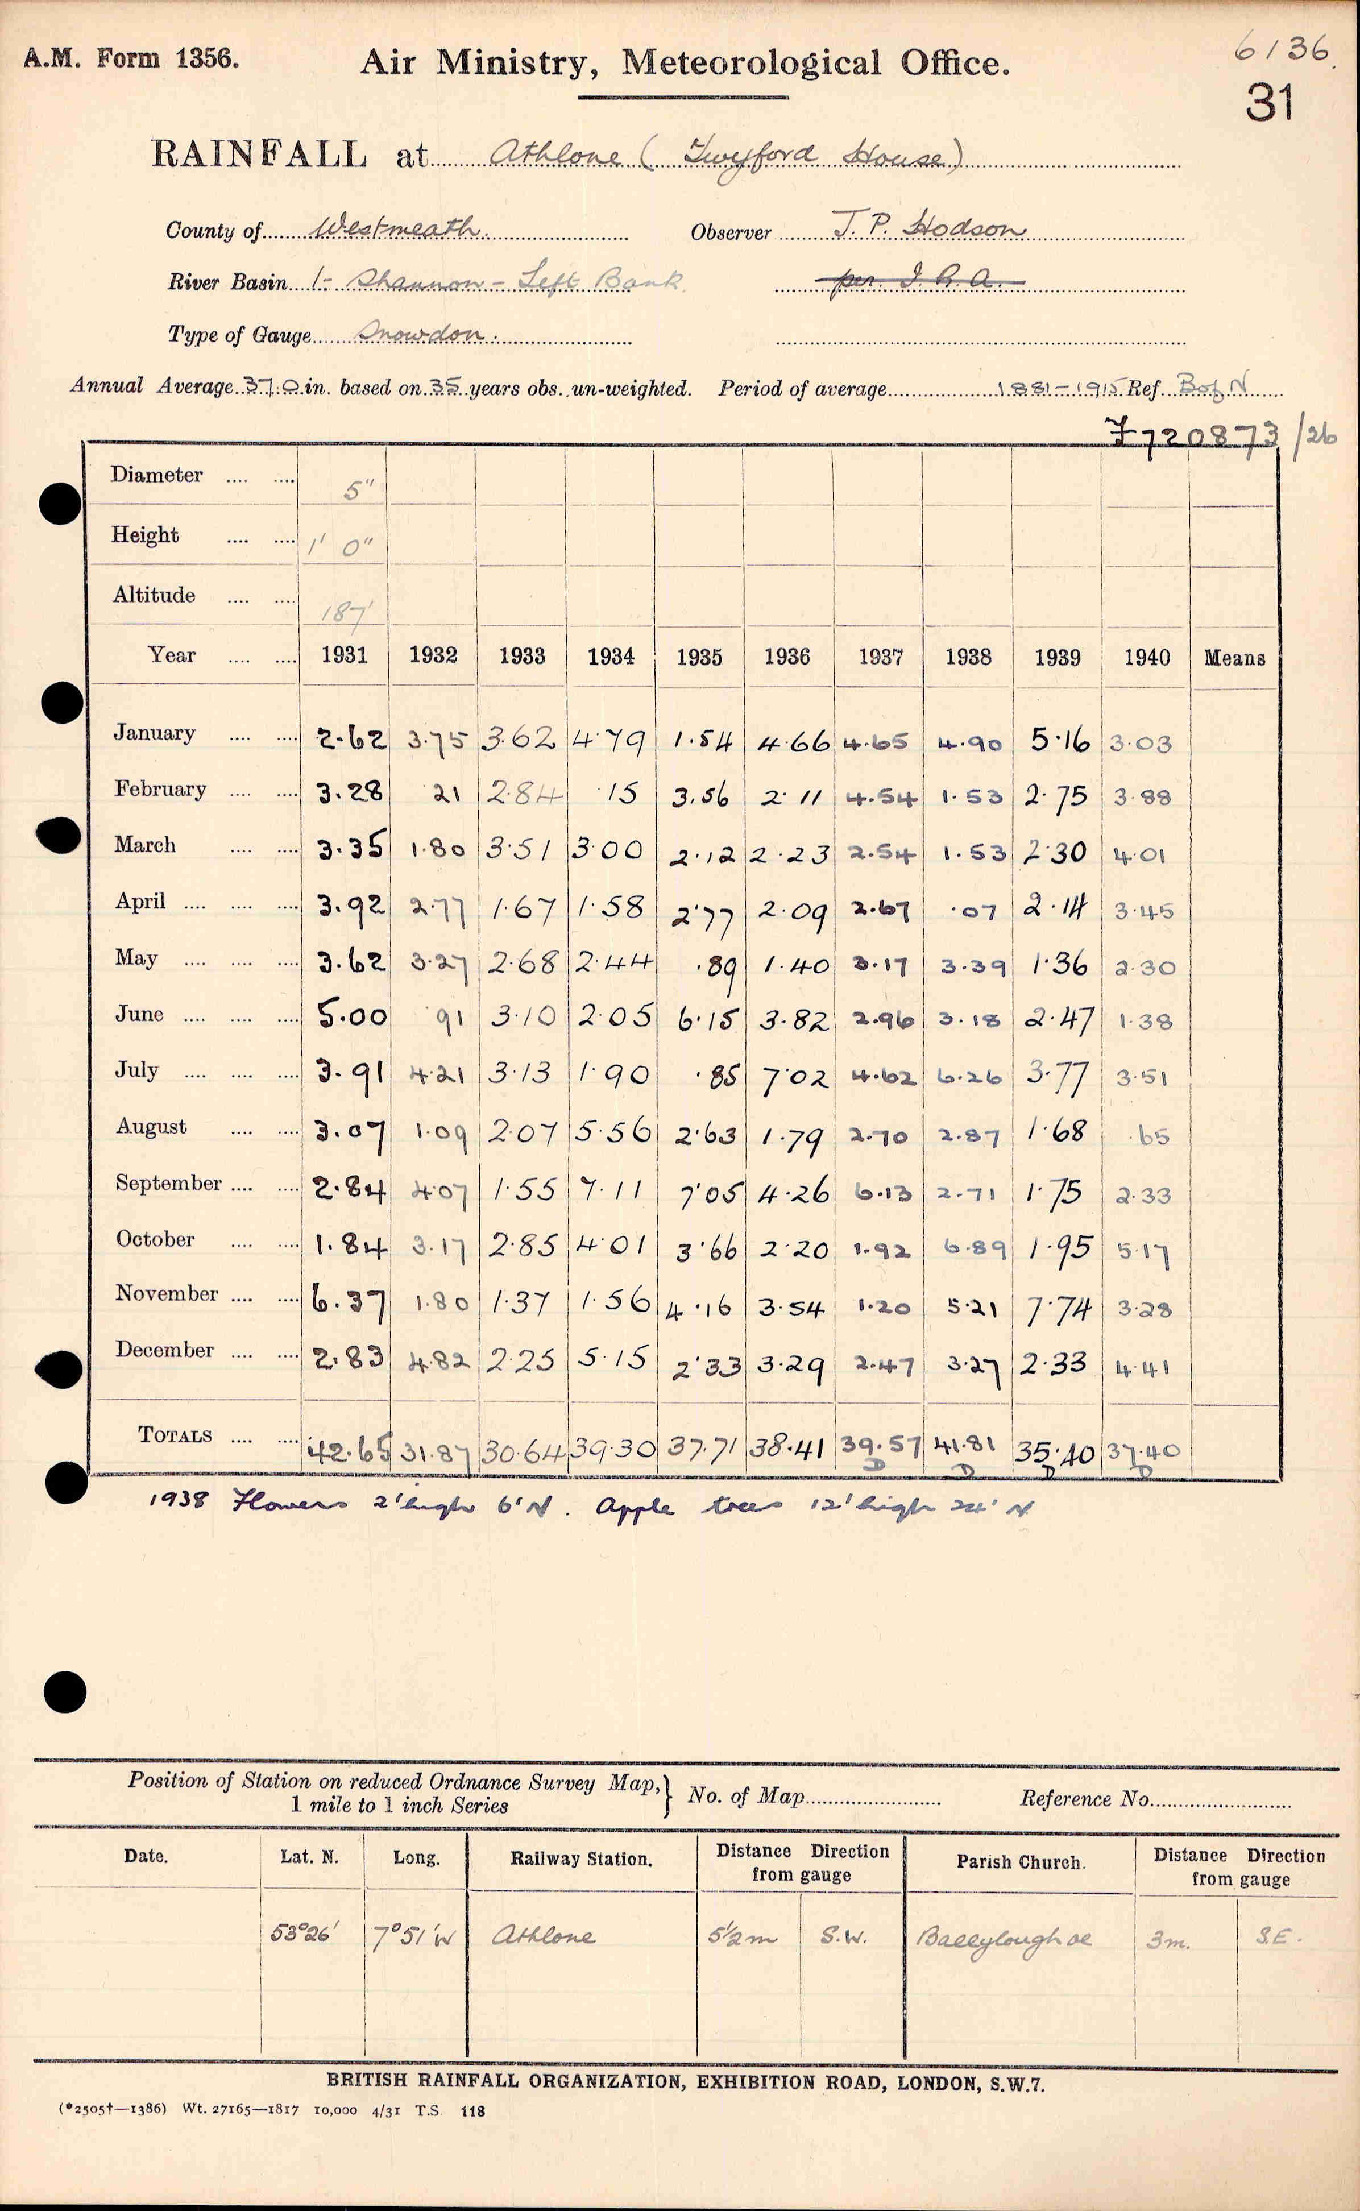 A.M. Form 1356.
Air Ministry, Meteorological Office.
6136.
31
RAINFALL at Athlone (Twyford House)
County of Westmeath. Observer J. P. Hodson
River Basin 1- Shannon - Left Bank. per I.R.A.
Type of Gauge Snowdon.
Annual Average 37.0 in. based on 35 years obs. un-weighted. Period of average 1881-1915 Ref. B of N
7720873/26
Diameter .... .... 5"
Height .... .... 1' 0"
Altitude .... .... 187'
Year .... .... 1931 1932 1933 1934 1935 1936 1937 1938 1939 1940 Means
January .... .... 2.62 3.75 3.62 4.79 1.54 4.66 4.65 4.90 5.16 3.03
February .... .... 3.28 21 2.84 .15 3.56 2.11 4.54 1.53 2.75 3.88
March .... .... 3.35 1.80 3.51 3.00 2.12 2.23 2.54 1.53 2.30 4.01
April .... .... .... 3.92 2.77 1.67 1.58 2.77 2.09 2.67 .07 2.14 3.45
May .... .... .... 3.62 3.27 2.68 2.44 .89 1.40 3.17 3.39 1.36 2.30
June .... .... .... 5.00 91 3.10 2.05 6.15 3.82 2.96 3.18 2.47 1.38
July .... .... .... 3.91 4.21 3.13 1.90 .85 7.02 4.62 6.26 3.77 3.51
August .... .... 3.07 1.09 2.07 5.56 2.63 1.79 2.70 2.87 1.68 .65
September .... .... 2.84 4.07 1.55 7.11 7.05 4.26 6.13 2.71 1.75 2.33
October .... .... 1.84 3.17 2.85 4.01 3.66 2.20 1.92 6.89 1.95 5.17
November .... .... 6.37 1.80 1.37 1.56 4.16 3.54 1.20 5.21 7.74 3.28
December .... .... 2.83 4.82 2.25 5.15 2.33 3.29 2.47 3.27 2.33 4.41
TOTALS .... .... 42.65 31.87 30.64 39.30 37.71 38.41 39.57 41.81 35.40 37.40
D D D D
1938 Flowers 2' high 6' N. Apple trees 12' high 24' N
Position of Station on reduced Ordnance Survey Map, } No. of Map Reference No.
1 mile to 1 inch Series
Date. Lat. N. Long. Railway Station. Distance Direction from gauge Parish Church. Distance Direction from gauge
53°26' 7°51'W Athlone 5½m S.W. Ballyloughoe 3m. S.E.
BRITISH RAINFALL ORGANIZATION, EXHIBITION ROAD, LONDON, S.W.7.
(*2505†—1386) Wt. 27165—1817 10,000 4/31 T.S. 118